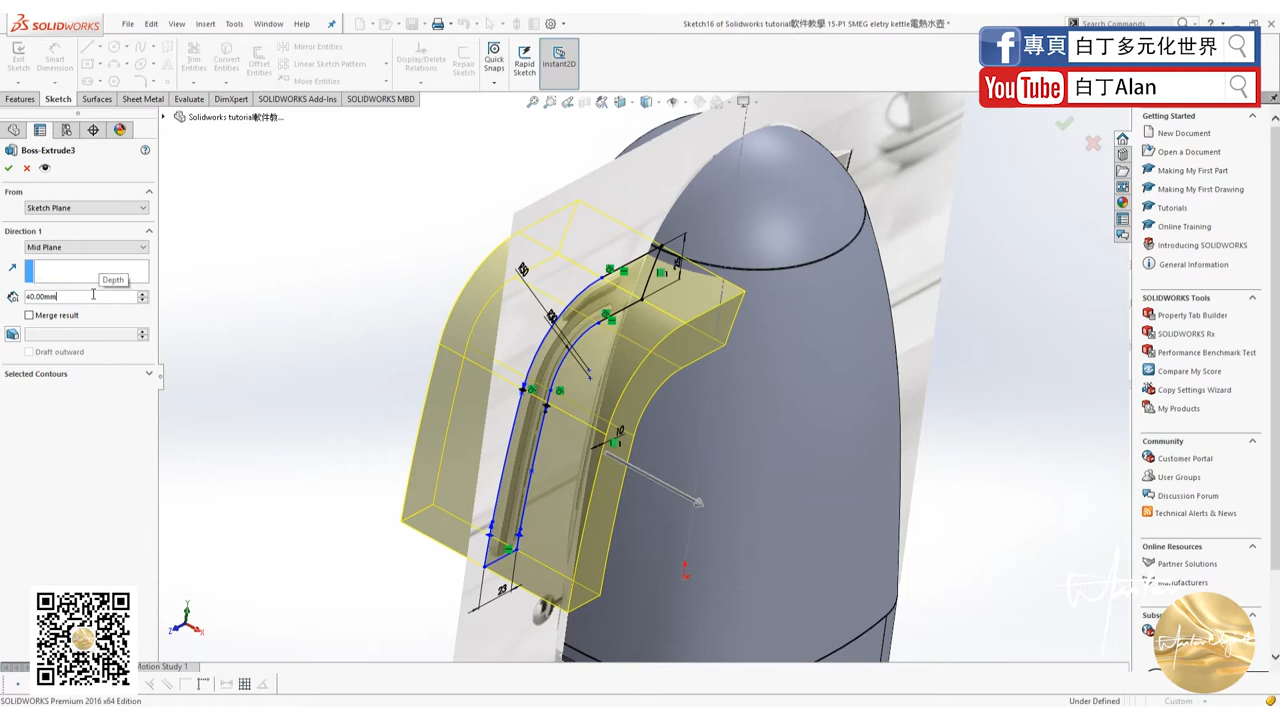 SOLIDWORKS
File Edit View Insert Tools Window Help
Sketch16 of Solidworks tutorial軟件教學 15-P1 SMEG eletry kettle電熱水壺 *
Search Commands
專頁 白丁多元化世界
YouTube 白丁Alan
Exit Sketch
Smart Dimension
Trim Entities
Convert Entities
Offset Entities
Mirror Entities
Linear Sketch Pattern
Move Entities
Display/Delete Relations
Repair Sketch
Quick Snaps
Rapid Sketch
Instant2D
Features Sketch Surfaces Sheet Metal Evaluate DimXpert SOLIDWORKS Add-Ins SOLIDWORKS MBD
Solidworks tutorial軟件教...
Boss-Extrude3
From
Sketch Plane
Direction 1
Mid Plane
Depth
40.00mm
Merge result
Draft outward
Selected Contours
10
23
Getting Started
New Document
Open a Document
Making My First Part
Making My First Drawing
Tutorials
Online Training
Introducing SOLIDWORKS
General Information
SOLIDWORKS Tools
Property Tab Builder
SOLIDWORKS Rx
Performance Benchmark Test
Compare My Score
Copy Settings Wizard
My Products
Community
Customer Portal
User Groups
Discussion Forum
Technical Alerts & News
Online Resources
Partner Solutions
Manufacturers
Motion Study 1
SOLIDWORKS Premium 2016 x64 Edition
Under Defined
Custom